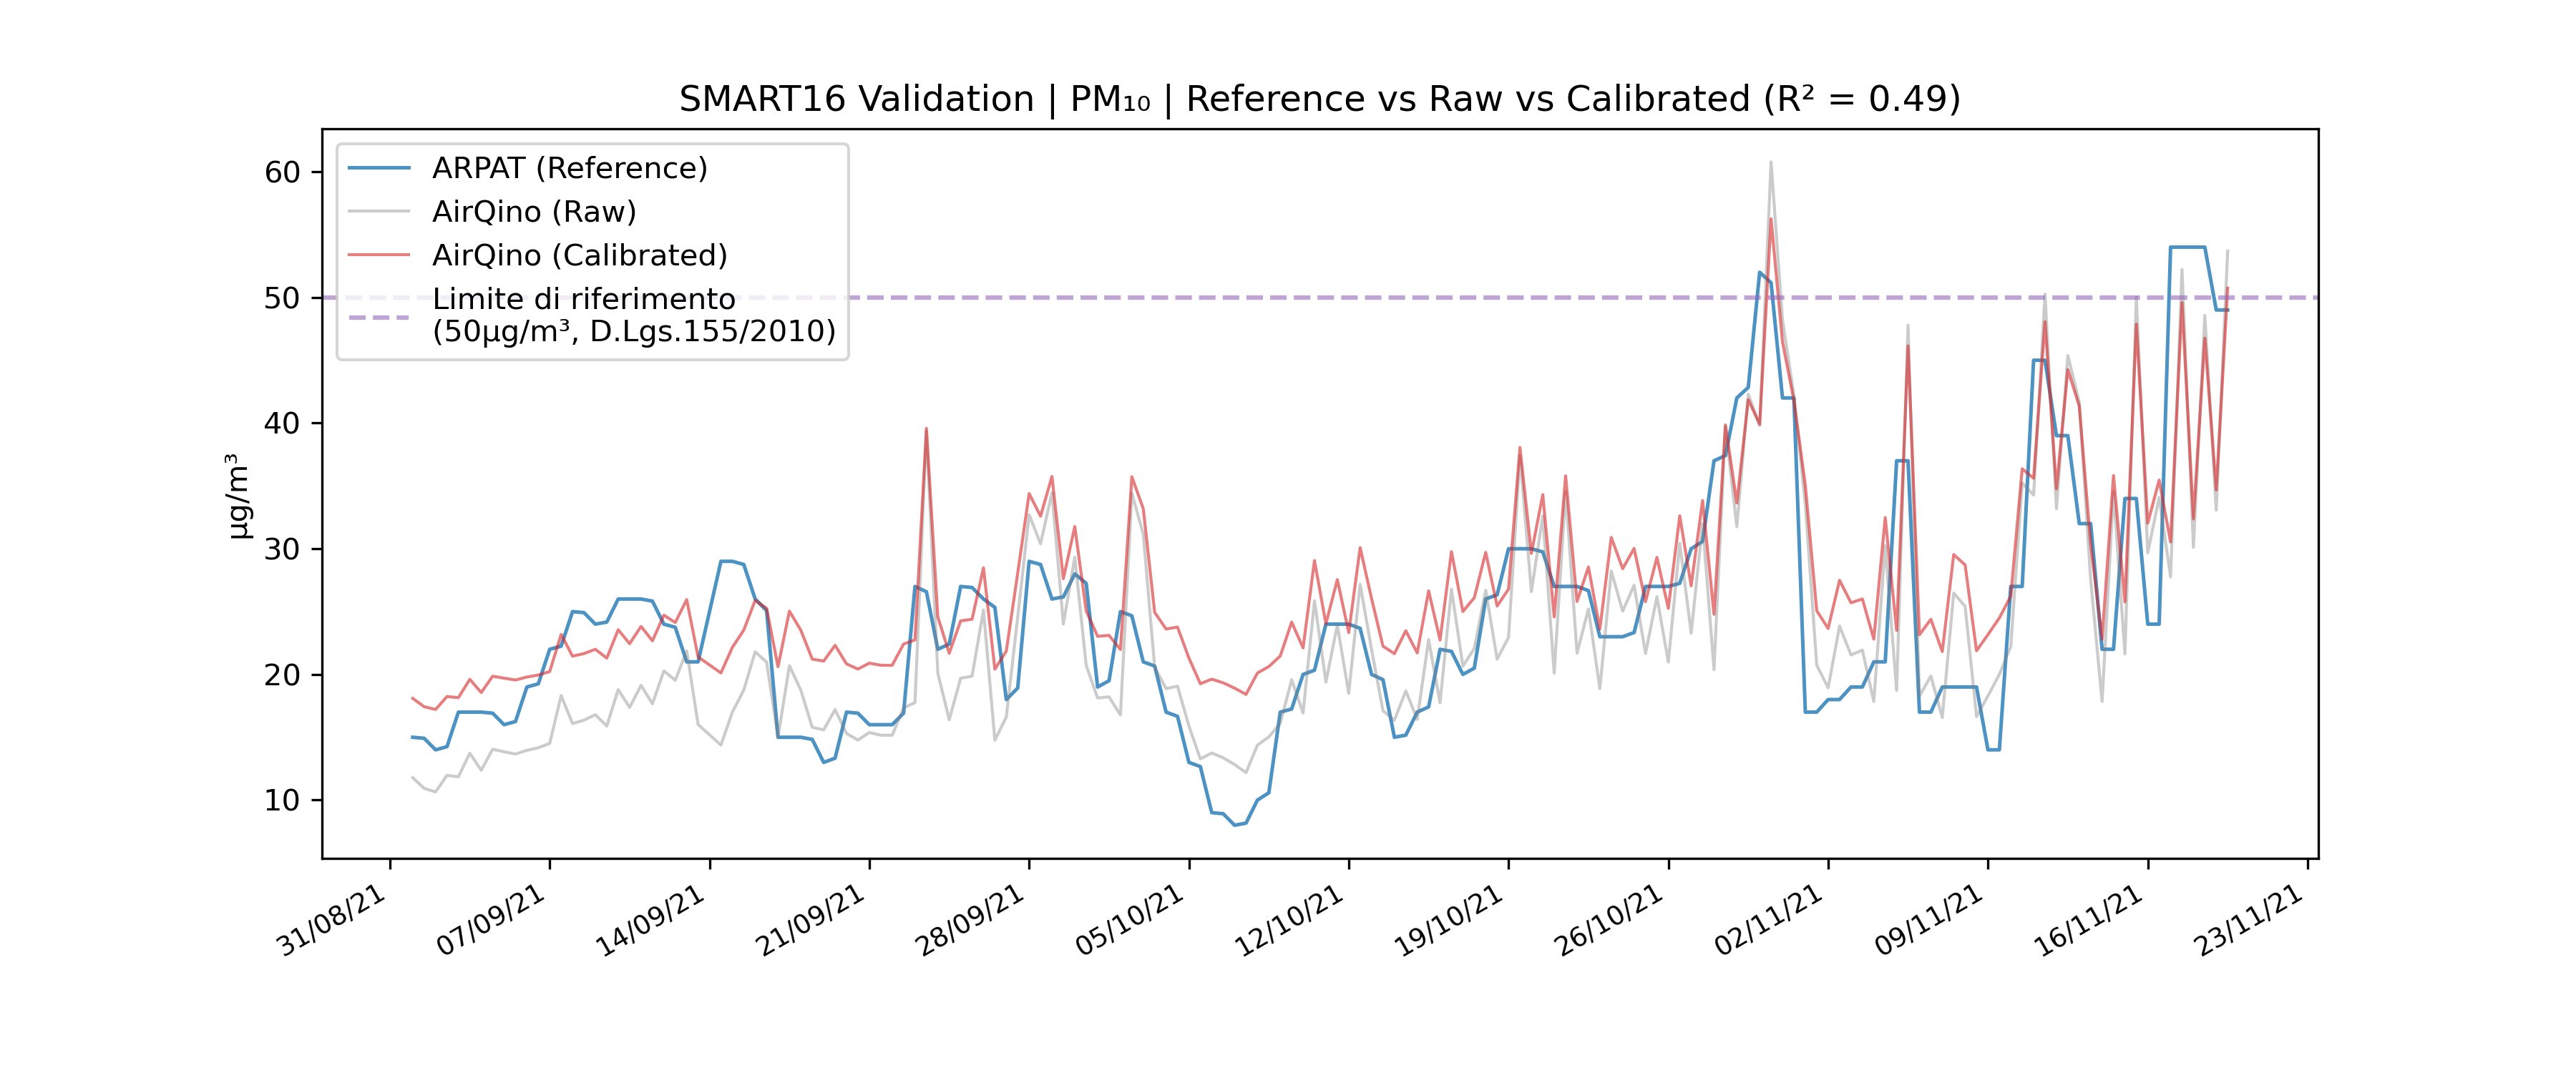 SMART16 Validation | PM₁₀ | Reference vs Raw vs Calibrated (R² = 0.49)
ARPAT (Reference)
AirQino (Raw)
AirQino (Calibrated)
Limite di riferimento
(50μg/m³, D.Lgs.155/2010)
μg/m³
60
50
40
30
20
10
31/08/21
07/09/21
14/09/21
21/09/21
28/09/21
05/10/21
12/10/21
19/10/21
26/10/21
02/11/21
09/11/21
16/11/21
23/11/21